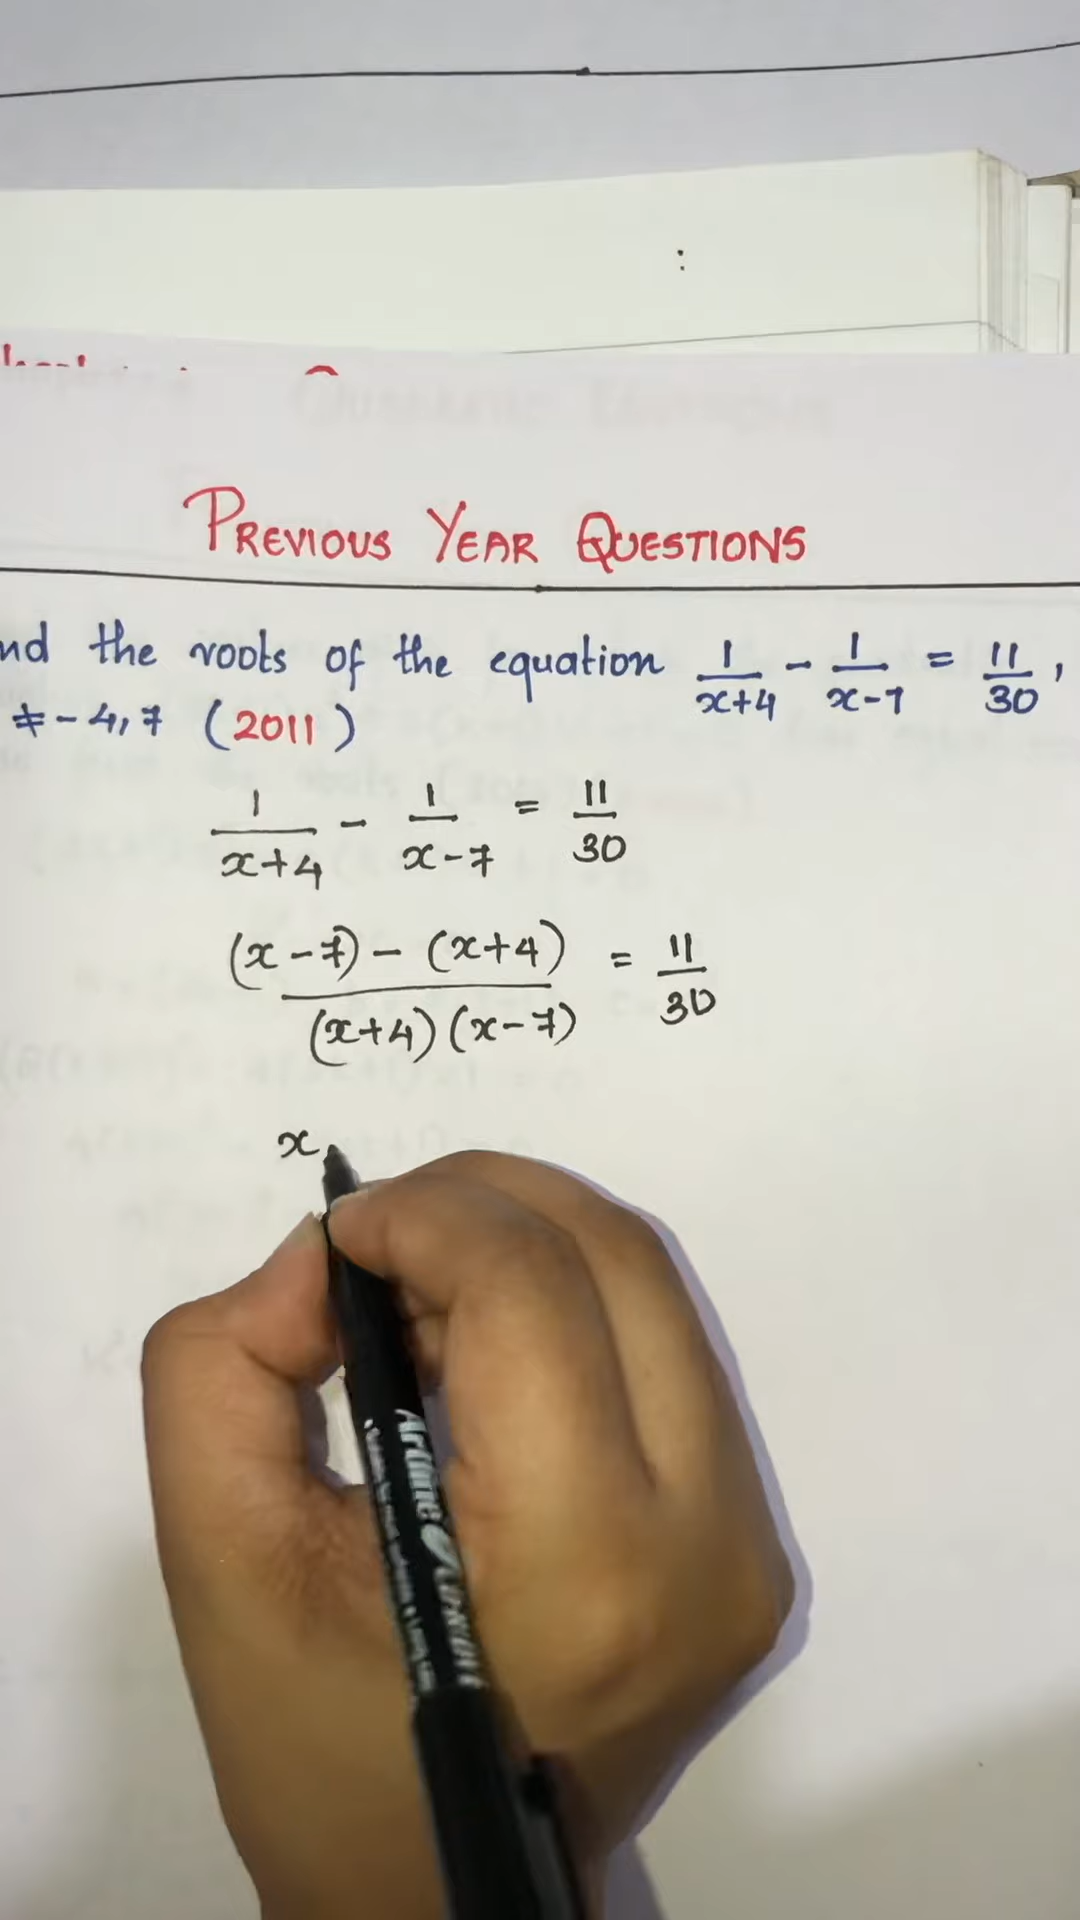 PREVIOUS YEAR QUESTIONS
nd the roots of the equation 1/(x+4) - 1/(x-7) = 11/30,
≠ -4, 7 (2011)
1/(x+4) - 1/(x-7) = 11/30
((x-7) - (x+4))/((x+4)(x-7)) = 11/30
x
Artline